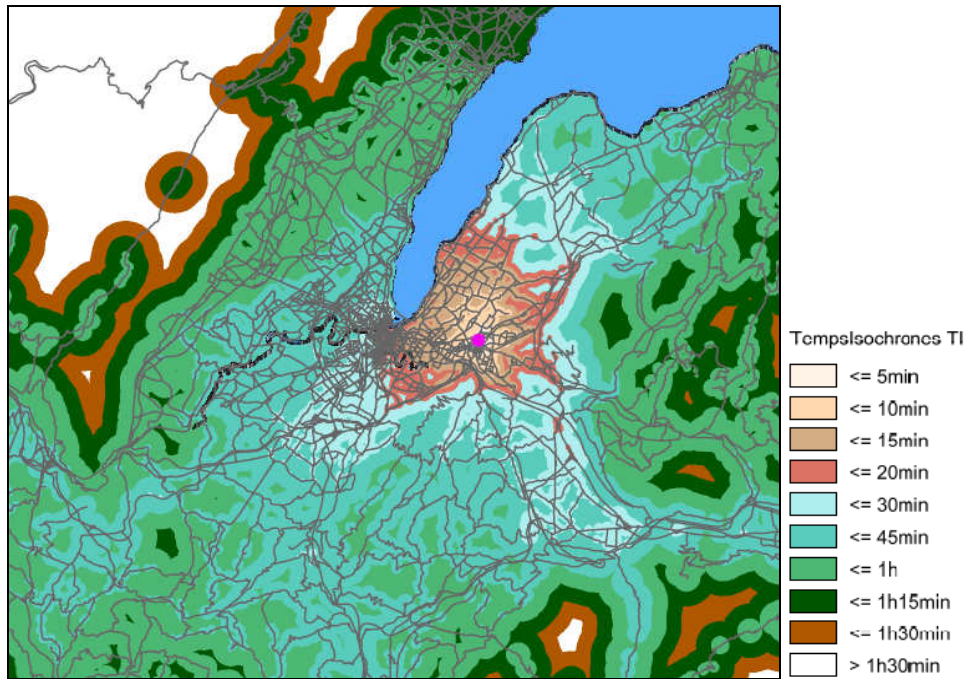 TempsIsochrones TI
<= 5min
<= 10min
<= 15min
<= 20min
<= 30min
<= 45min
<= 1h
<= 1h15min
<= 1h30min
> 1h30min